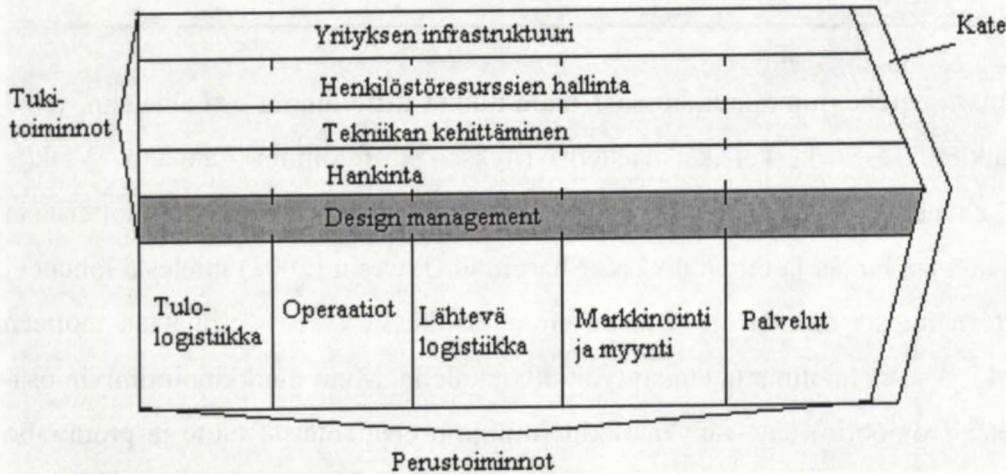 Yrityksen infrastruktuuri
Kate
Henkilöstöresurssien hallinta
Tuki-
toiminnot
Tekniikan kehittäminen
Hankinta
Design management
Tulo-
logistiikka
Operaatiot
Lähtevä
logistiikka
Markkinointi
ja myynti
Palvelut
Perustoiminnot